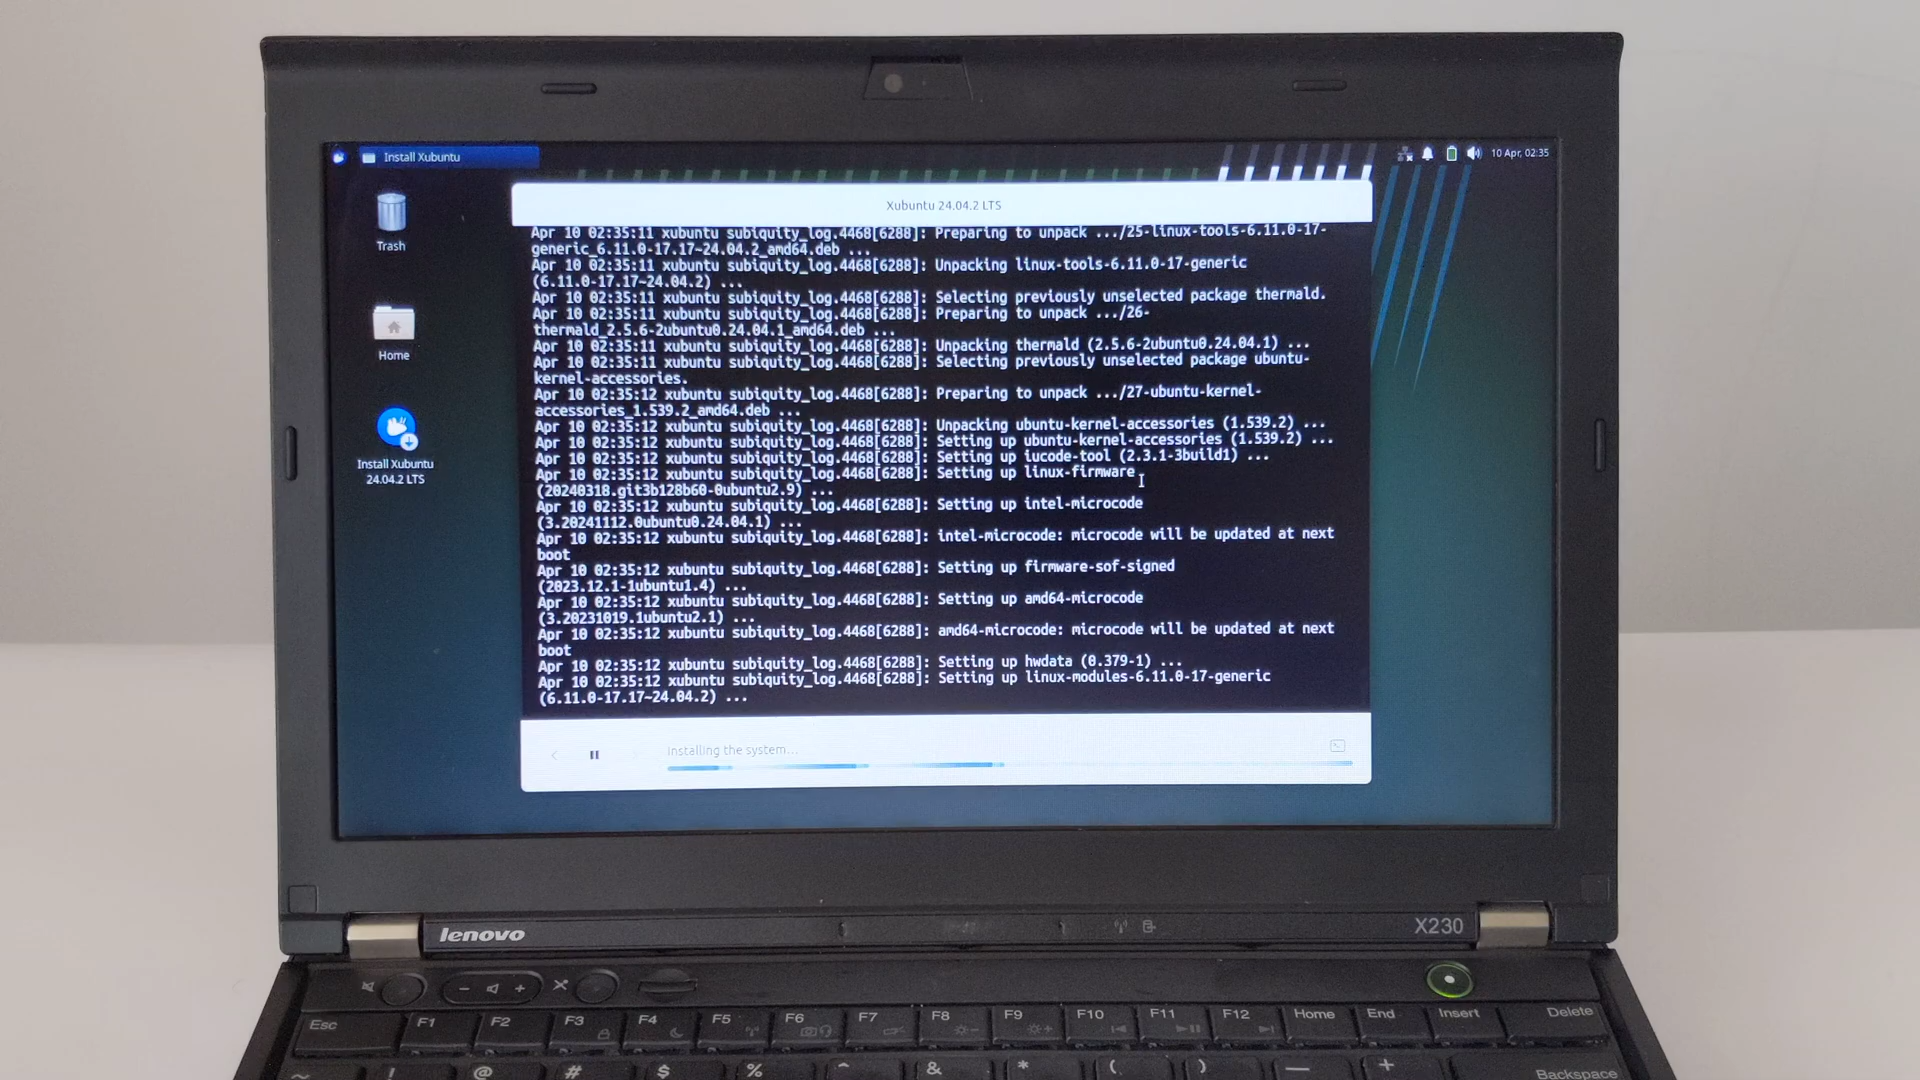 Install Xubuntu
10 Apr, 02:35
Trash
Home
Install Xubuntu
24.04.2 LTS
Xubuntu 24.04.2 LTS
Apr 10 02:35:11 xubuntu subiquity_log.4468[6288]: Preparing to unpack .../25-linux-tools-6.11.0-17-
generic_6.11.0-17.17~24.04.2_amd64.deb ...
Apr 10 02:35:11 xubuntu subiquity_log.4468[6288]: Unpacking linux-tools-6.11.0-17-generic
(6.11.0-17.17~24.04.2) ...
Apr 10 02:35:11 xubuntu subiquity_log.4468[6288]: Selecting previously unselected package thermald.
Apr 10 02:35:11 xubuntu subiquity_log.4468[6288]: Preparing to unpack .../26-
thermald_2.5.6-2ubuntu0.24.04.1_amd64.deb ...
Apr 10 02:35:11 xubuntu subiquity_log.4468[6288]: Unpacking thermald (2.5.6-2ubuntu0.24.04.1) ...
Apr 10 02:35:11 xubuntu subiquity_log.4468[6288]: Selecting previously unselected package ubuntu-
kernel-accessories.
Apr 10 02:35:12 xubuntu subiquity_log.4468[6288]: Preparing to unpack .../27-ubuntu-kernel-
accessories_1.539.2_amd64.deb ...
Apr 10 02:35:12 xubuntu subiquity_log.4468[6288]: Unpacking ubuntu-kernel-accessories (1.539.2) ...
Apr 10 02:35:12 xubuntu subiquity_log.4468[6288]: Setting up ubuntu-kernel-accessories (1.539.2) ...
Apr 10 02:35:12 xubuntu subiquity_log.4468[6288]: Setting up iucode-tool (2.3.1-3build1) ...
Apr 10 02:35:12 xubuntu subiquity_log.4468[6288]: Setting up linux-firmware
(20240318.git3b128b60-0ubuntu2.9) ...
Apr 10 02:35:12 xubuntu subiquity_log.4468[6288]: Setting up intel-microcode
(3.20241112.0ubuntu0.24.04.1) ...
Apr 10 02:35:12 xubuntu subiquity_log.4468[6288]: intel-microcode: microcode will be updated at next
boot
Apr 10 02:35:12 xubuntu subiquity_log.4468[6288]: Setting up firmware-sof-signed
(2023.12.1-1ubuntu1.4) ...
Apr 10 02:35:12 xubuntu subiquity_log.4468[6288]: Setting up amd64-microcode
(3.20231019.1ubuntu2.1) ...
Apr 10 02:35:12 xubuntu subiquity_log.4468[6288]: amd64-microcode: microcode will be updated at next
boot
Apr 10 02:35:12 xubuntu subiquity_log.4468[6288]: Setting up hwdata (0.379-1) ...
Apr 10 02:35:12 xubuntu subiquity_log.4468[6288]: Setting up linux-modules-6.11.0-17-generic
(6.11.0-17.17~24.04.2) ...
Installing the system...
lenovo
X230
Esc F1 F2 F3 F4 F5 F6 F7 F8 F9 F10 F11 F12 Home End Insert Delete
~ ! @ # $ % ^ & * ( ) — + Backspace